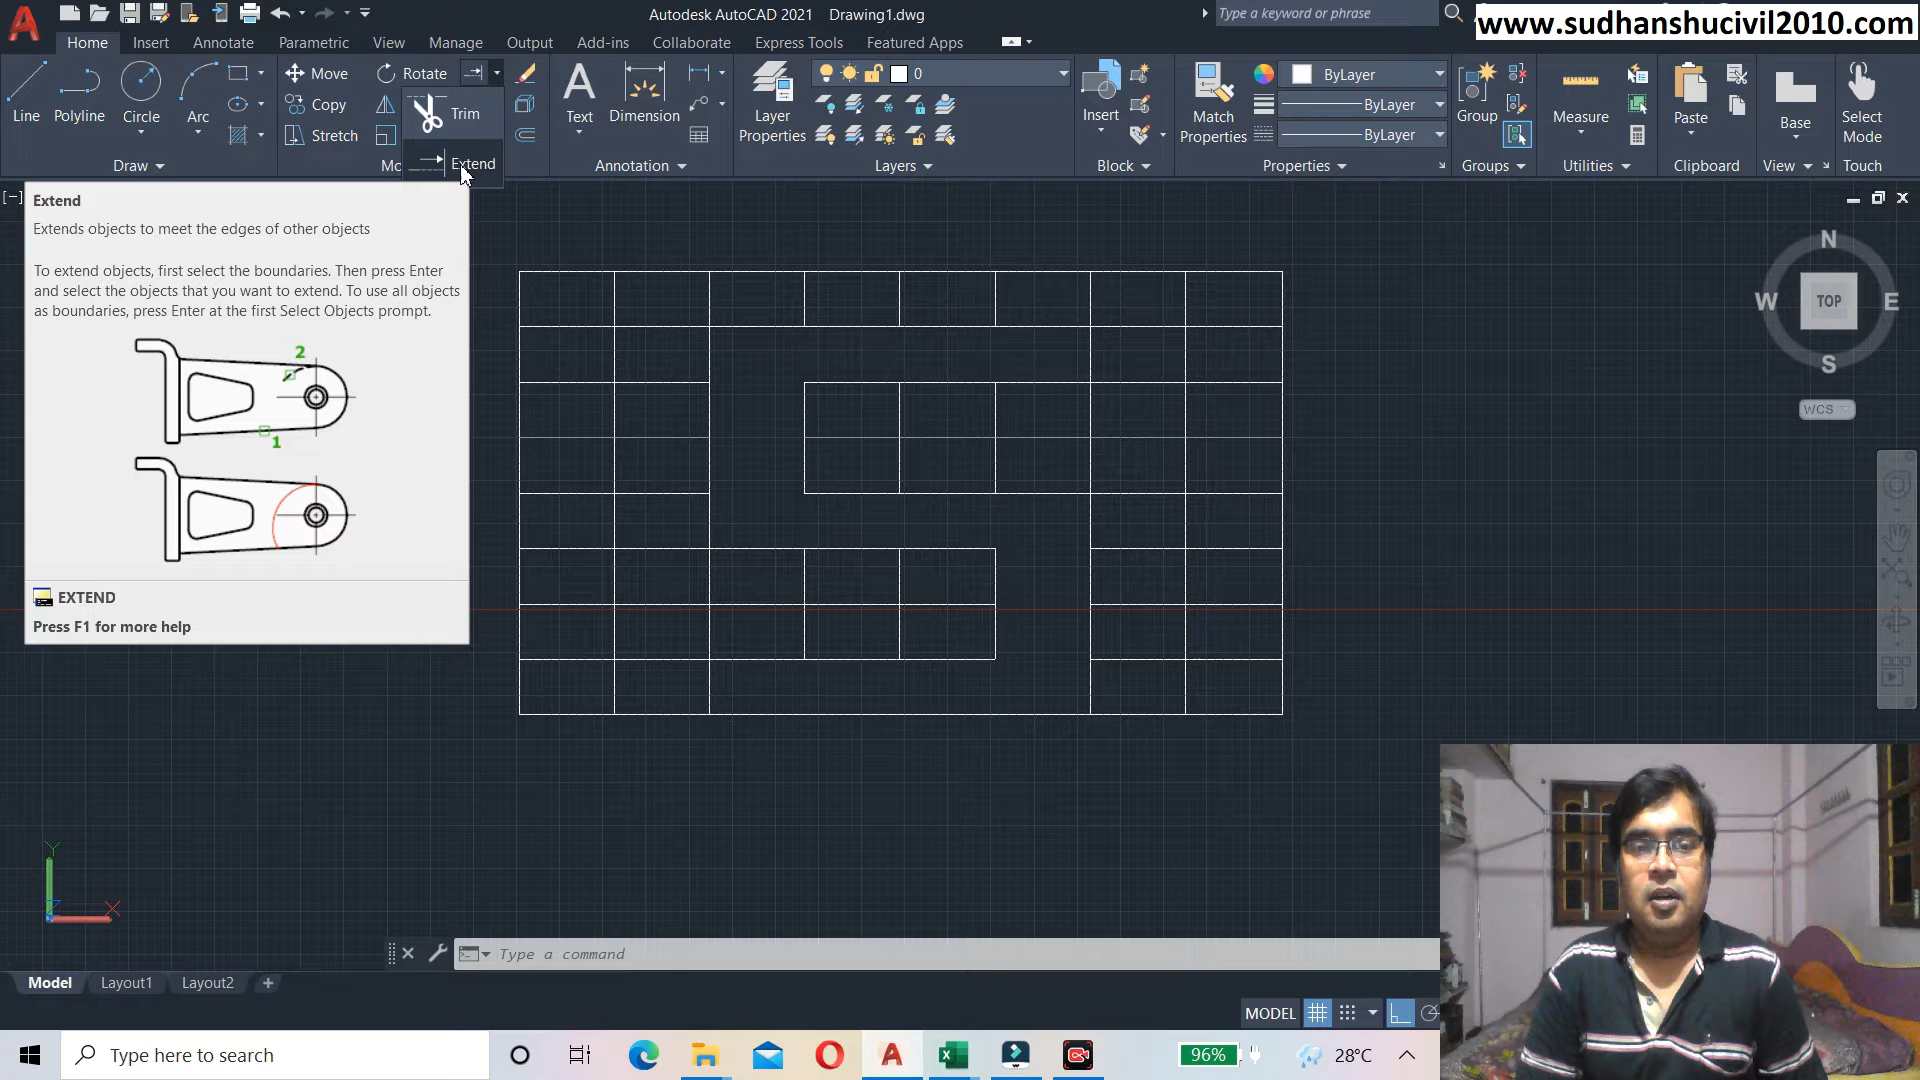 Autodesk AutoCAD 2021 Drawing1.dwg
Type a keyword or phrase
www.sudhanshucivil2010.com
Home Insert Annotate Parametric View Manage Output Add-ins Collaborate Express Tools Featured Apps
Line Polyline Circle Arc
Move Rotate
Copy
Stretch
Trim
Extend
Text Dimension
Layer
Properties
0
Insert
Match
Properties
ByLayer
ByLayer
ByLayer
Group
Measure
Paste
Base
Select
Mode
Draw Mo Annotation Layers Block Properties Groups Utilities Clipboard View Touch
[−]
Extend
Extends objects to meet the edges of other objects
To extend objects, first select the boundaries. Then press Enter
and select the objects that you want to extend. To use all objects
as boundaries, press Enter at the first Select Objects prompt.
2
1
EXTEND
Press F1 for more help
N
W TOP E
S
WCS
Y
X
Type a command
Model Layout1 Layout2 +
MODEL
Type here to search
96%
28°C